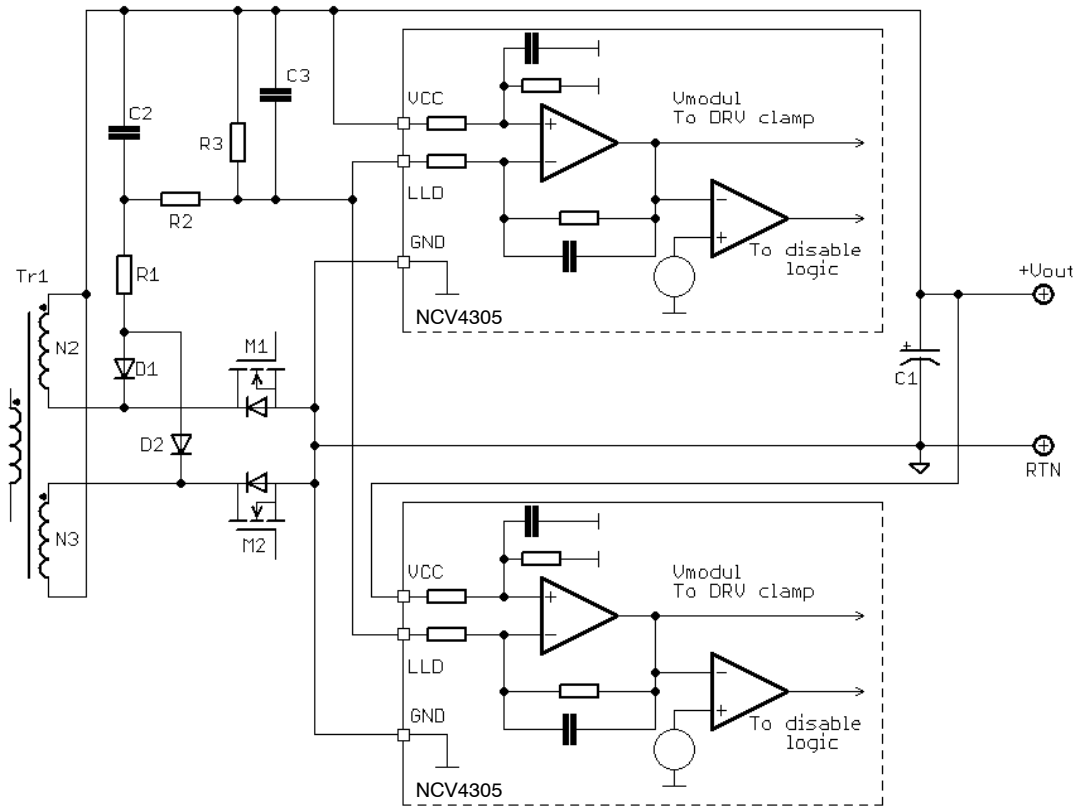 C2
C3
R3
R2
R1
Tr1
N2
D1
M1
D2
N3
M2
VCC
LLD
GND
+
−
Vmodul
To DRV clamp
−
+
To disable
logic
NCV4305
+Vout
+
C1
RTN
VCC
LLD
GND
+
−
Vmodul
To DRV clamp
−
+
To disable
logic
NCV4305